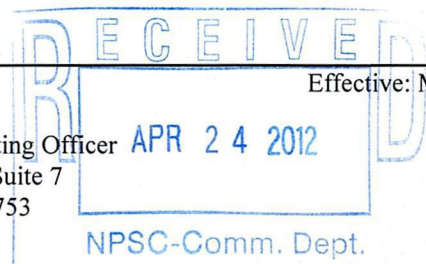 RECEIVED
Effective: M
ting Officer
APR 24 2012
Suite 7
753
NPSC-Comm. Dept.